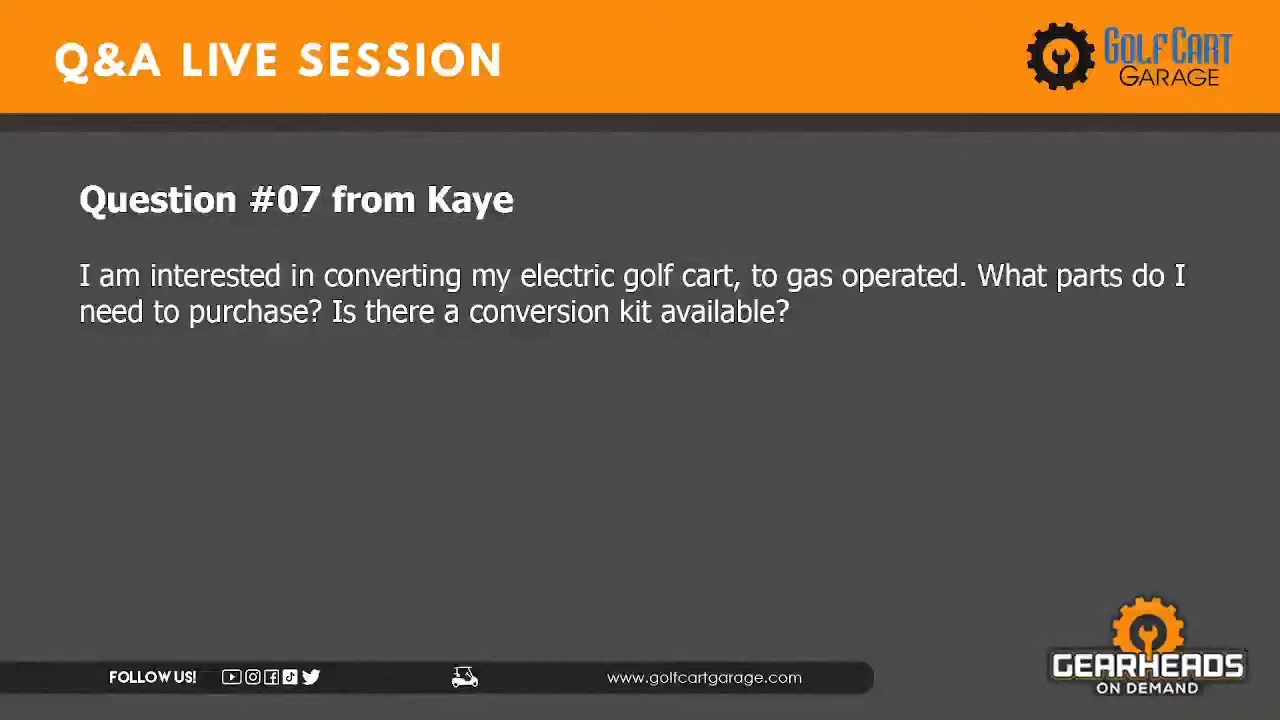 Q&A LIVE SESSION
GOLF CART
GARAGE
Question #07 from Kaye
I am interested in converting my electric golf cart, to gas operated. What parts do I
need to purchase? Is there a conversion kit available?
GEARHEADS
ON DEMAND
FOLLOW US!
www.golfcartgarage.com